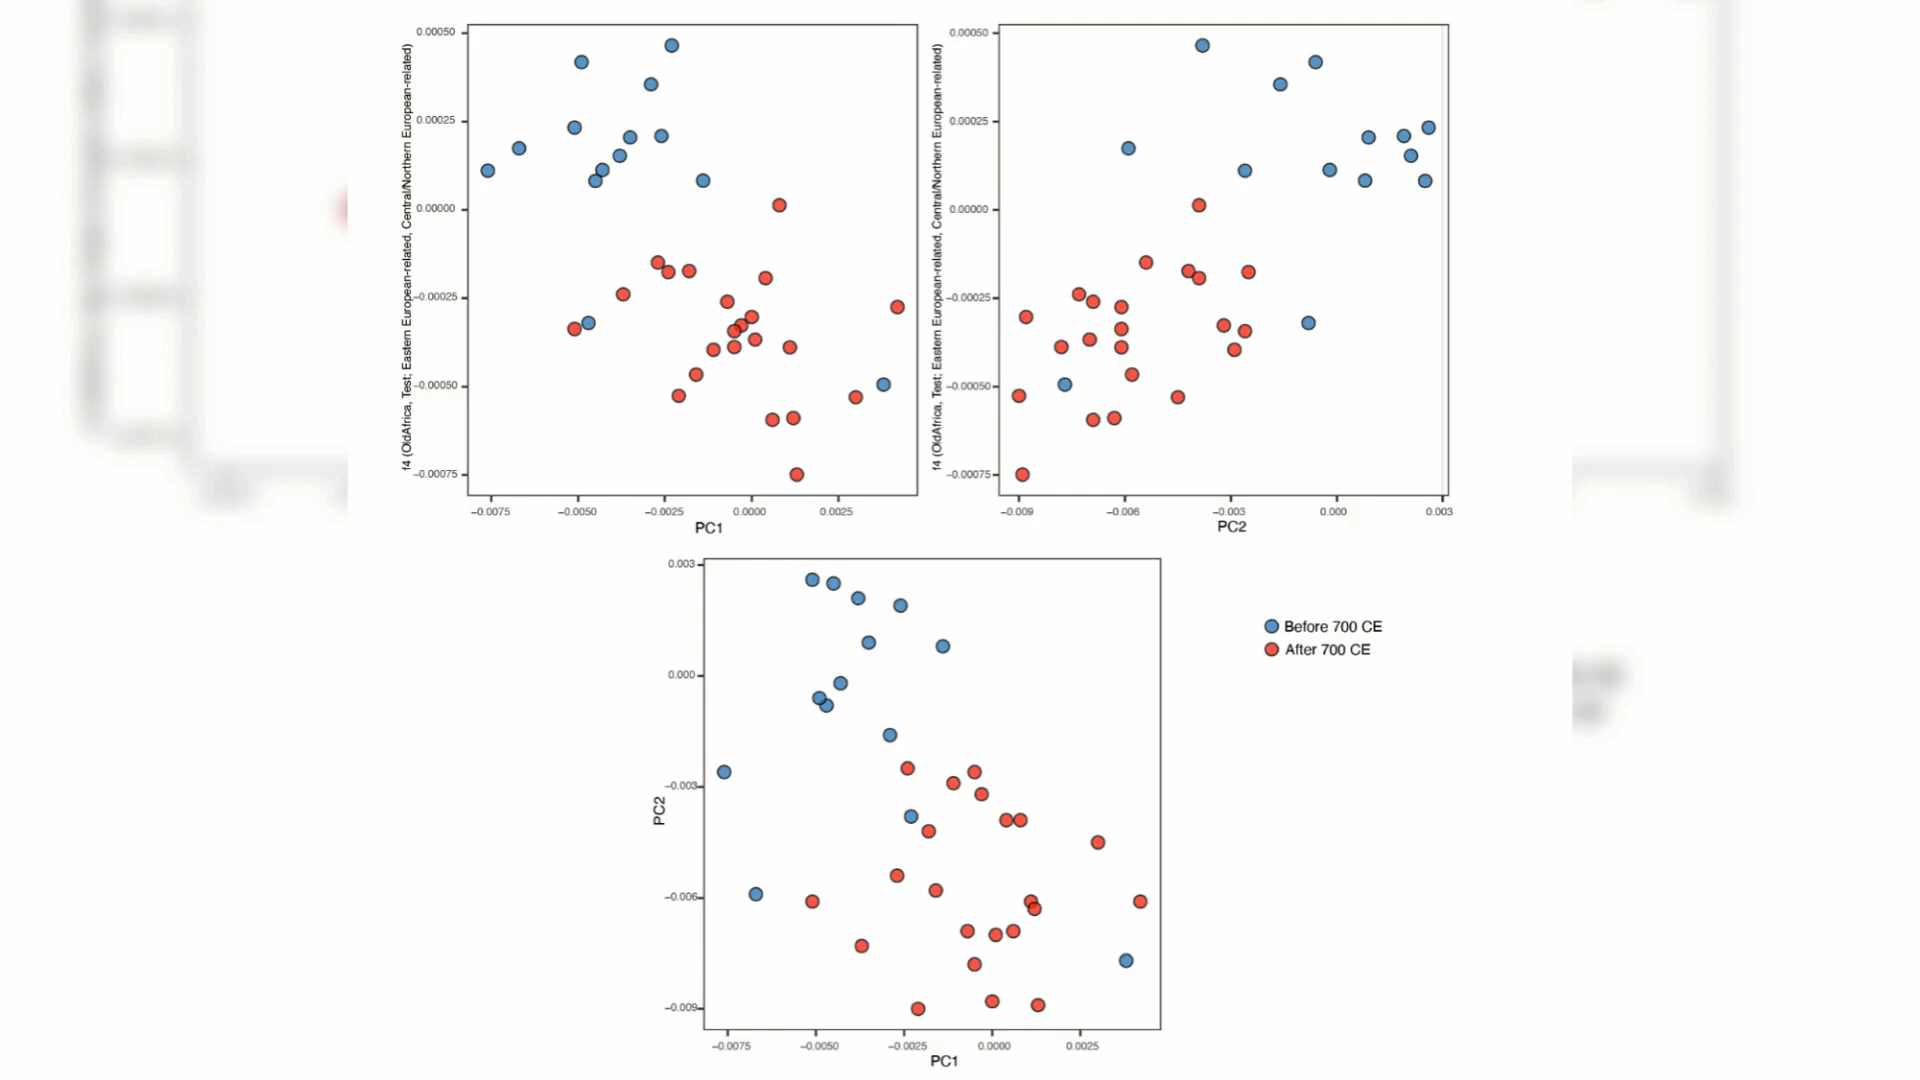 f4 (OldAfrica, Test; Eastern European-related, Central/Northern European-related)
0.00050
0.00025
0.00000
−0.00025
−0.00050
−0.00075
−0.0075 −0.0050 −0.0025 0.0000 0.0025
PC1
f4 (OldAfrica, Test; Eastern European-related, Central/Northern European-related)
0.00050
0.00025
0.00000
−0.00025
−0.00050
−0.00075
−0.009 −0.006 −0.003 0.000 0.003
PC2
PC2
0.003
0.000
−0.003
−0.006
−0.009
−0.0075 −0.0050 −0.0025 0.0000 0.0025
PC1
Before 700 CE
After 700 CE